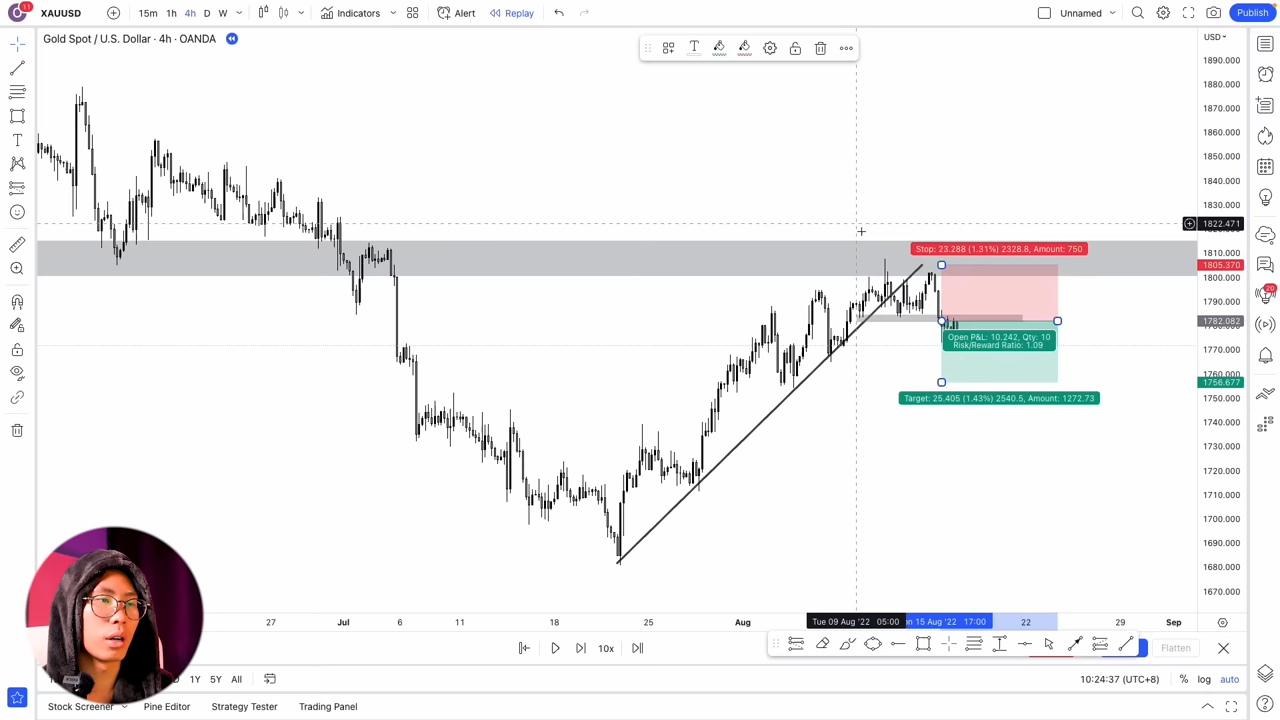 11
XAUUSD
15m 1h 4h D W
Indicators
Alert
Replay
Unnamed
Publish
Gold Spot / U.S. Dollar · 4h · OANDA
USD
1890.000
1880.000
1870.000
1860.000
1850.000
1840.000
1830.000
1822.471
1810.000
1805.370
1800.000
1790.000
1782.082
1770.000
1760.000
1756.677
1750.000
1740.000
1730.000
1720.000
1710.000
1700.000
1690.000
1680.000
1670.000
20
Stop: 23.288 (1.31%) 2328.8, Amount: 750
Open P&L: 10.242, Qty: 10
Risk/Reward Ratio: 1.09
Target: 25.405 (1.43%) 2540.5, Amount: 1272.73
27 Jul 6 11 18 25 Aug Tue 09 Aug '22 05:00 on 15 Aug '22 17:00 22 29 Sep
10x
Flatten
1Y 5Y All
10:24:37 (UTC+8)
% log auto
Stock Screener
Pine Editor
Strategy Tester
Trading Panel